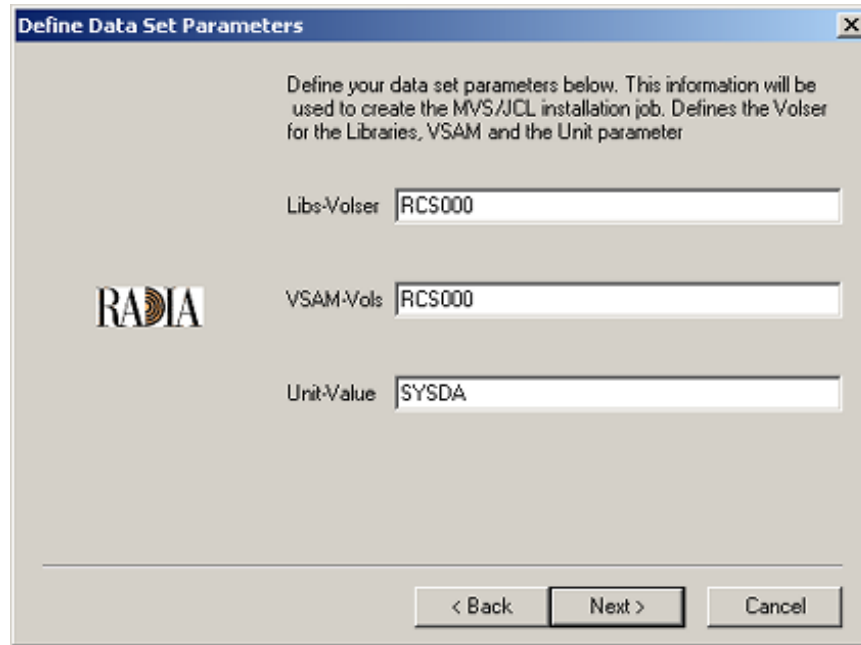 Define Data Set Parameters
Define your data set parameters below. This information will be
used to create the MVS/JCL installation job. Defines the Volser
for the Libraries, VSAM and the Unit parameter
Libs-Volser RCS000
RADIA
VSAM-Vols RCS000
Unit-Value SYSDA
< Back Next > Cancel